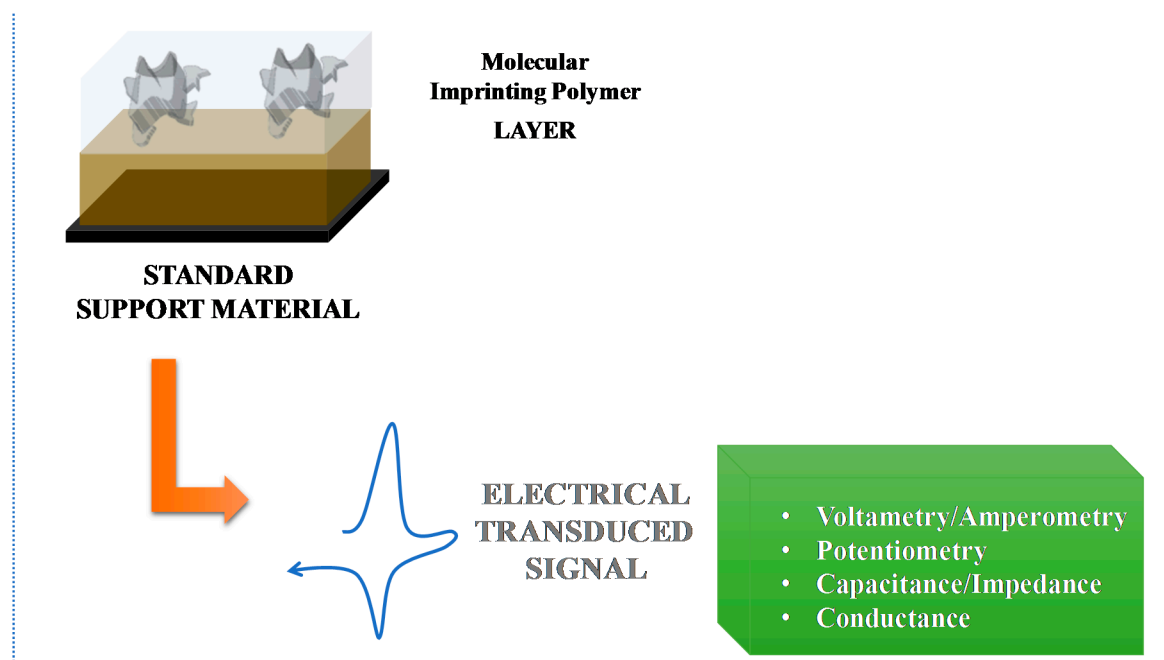 Molecular
Imprinting Polymer
LAYER
STANDARD
SUPPORT MATERIAL
ELECTRICAL
TRANSDUCED
SIGNAL
• Voltametry/Amperometry
• Potentiometry
• Capacitance/Impedance
• Conductance